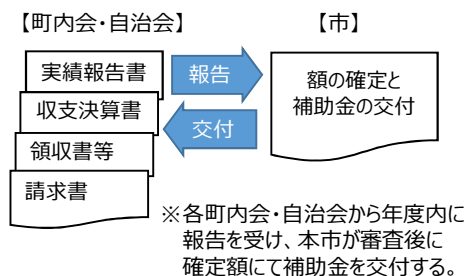 【町内会・自治会】
【市】
実績報告書
収支決算書
領収書等
請求書
報告
交付
額の確定と
補助金の交付
※各町内会・自治会から年度内に
報告を受け、本市が審査後に
確定額にて補助金を交付する。